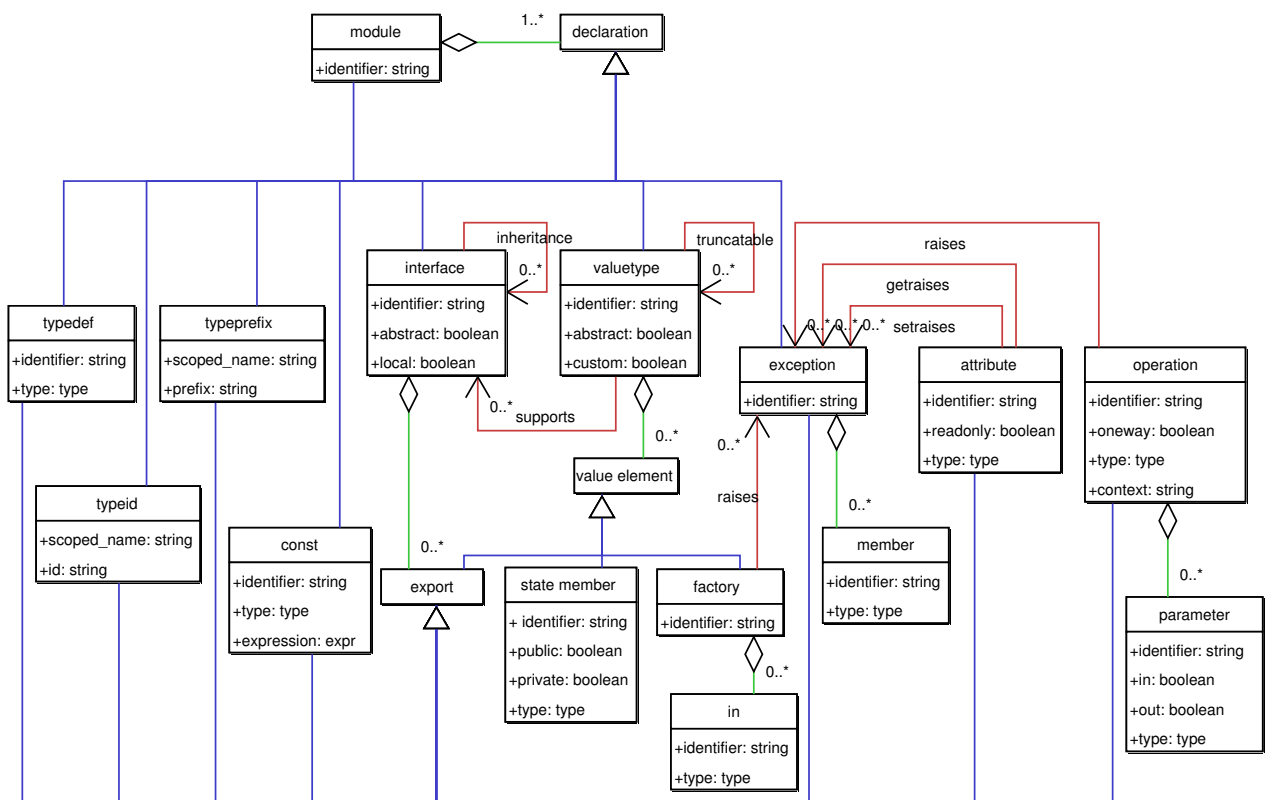 module
+identifier: string
1..*
declaration
inheritance
0..*
interface
+identifier: string
+abstract: boolean
+local: boolean
truncatable
0..*
valuetype
+identifier: string
+abstract: boolean
+custom: boolean
raises
getraises
setraises
0..*
0..*
0..*
typedef
+identifier: string
+type: type
typeprefix
+scoped_name: string
+prefix: string
exception
+identifier: string
attribute
+identifier: string
+readonly: boolean
+type: type
operation
+identifier: string
+oneway: boolean
+type: type
+context: string
0..*
supports
0..*
0..*
raises
value element
typeid
+scoped_name: string
+id: string
const
+identifier: string
+type: type
+expression: expr
0..*
export
state member
+ identifier: string
+public: boolean
+private: boolean
+type: type
factory
+identifier: string
0..*
in
+identifier: string
+type: type
0..*
member
+identifier: string
+type: type
0..*
parameter
+identifier: string
+in: boolean
+out: boolean
+type: type